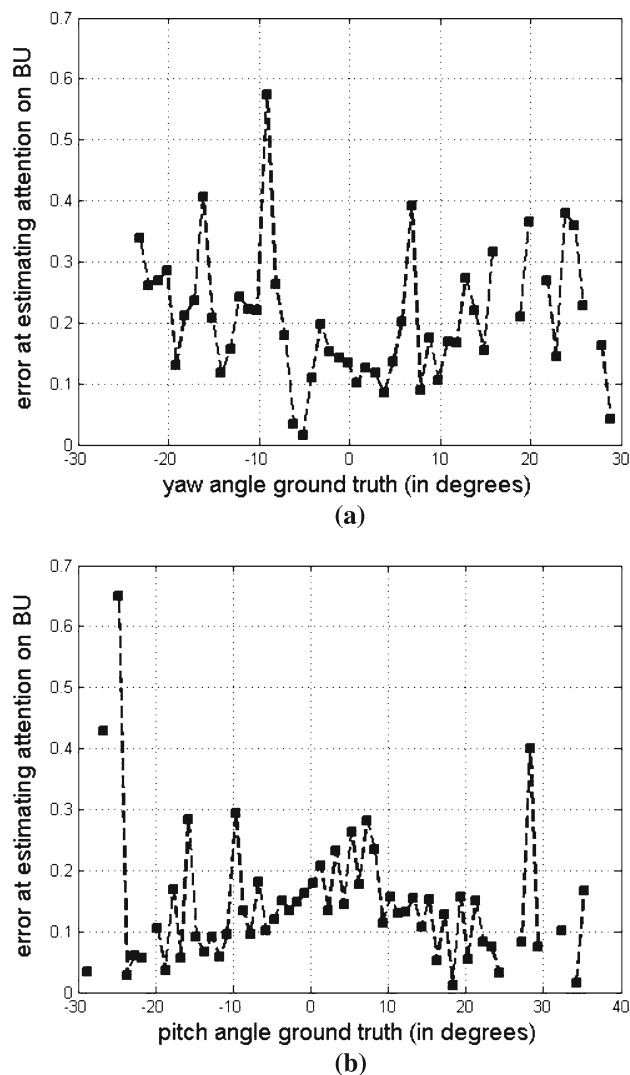 0.7
0.6
0.5
0.4
0.3
0.2
0.1
0
error at estimating attention on BU
-30 -20 -10 0 10 20 30
yaw angle ground truth (in degrees)
(a)
0.7
0.6
0.5
0.4
0.3
0.2
0.1
0
error at estimating attention on BU
-30 -20 -10 0 10 20 30 40
pitch angle ground truth (in degrees)
(b)